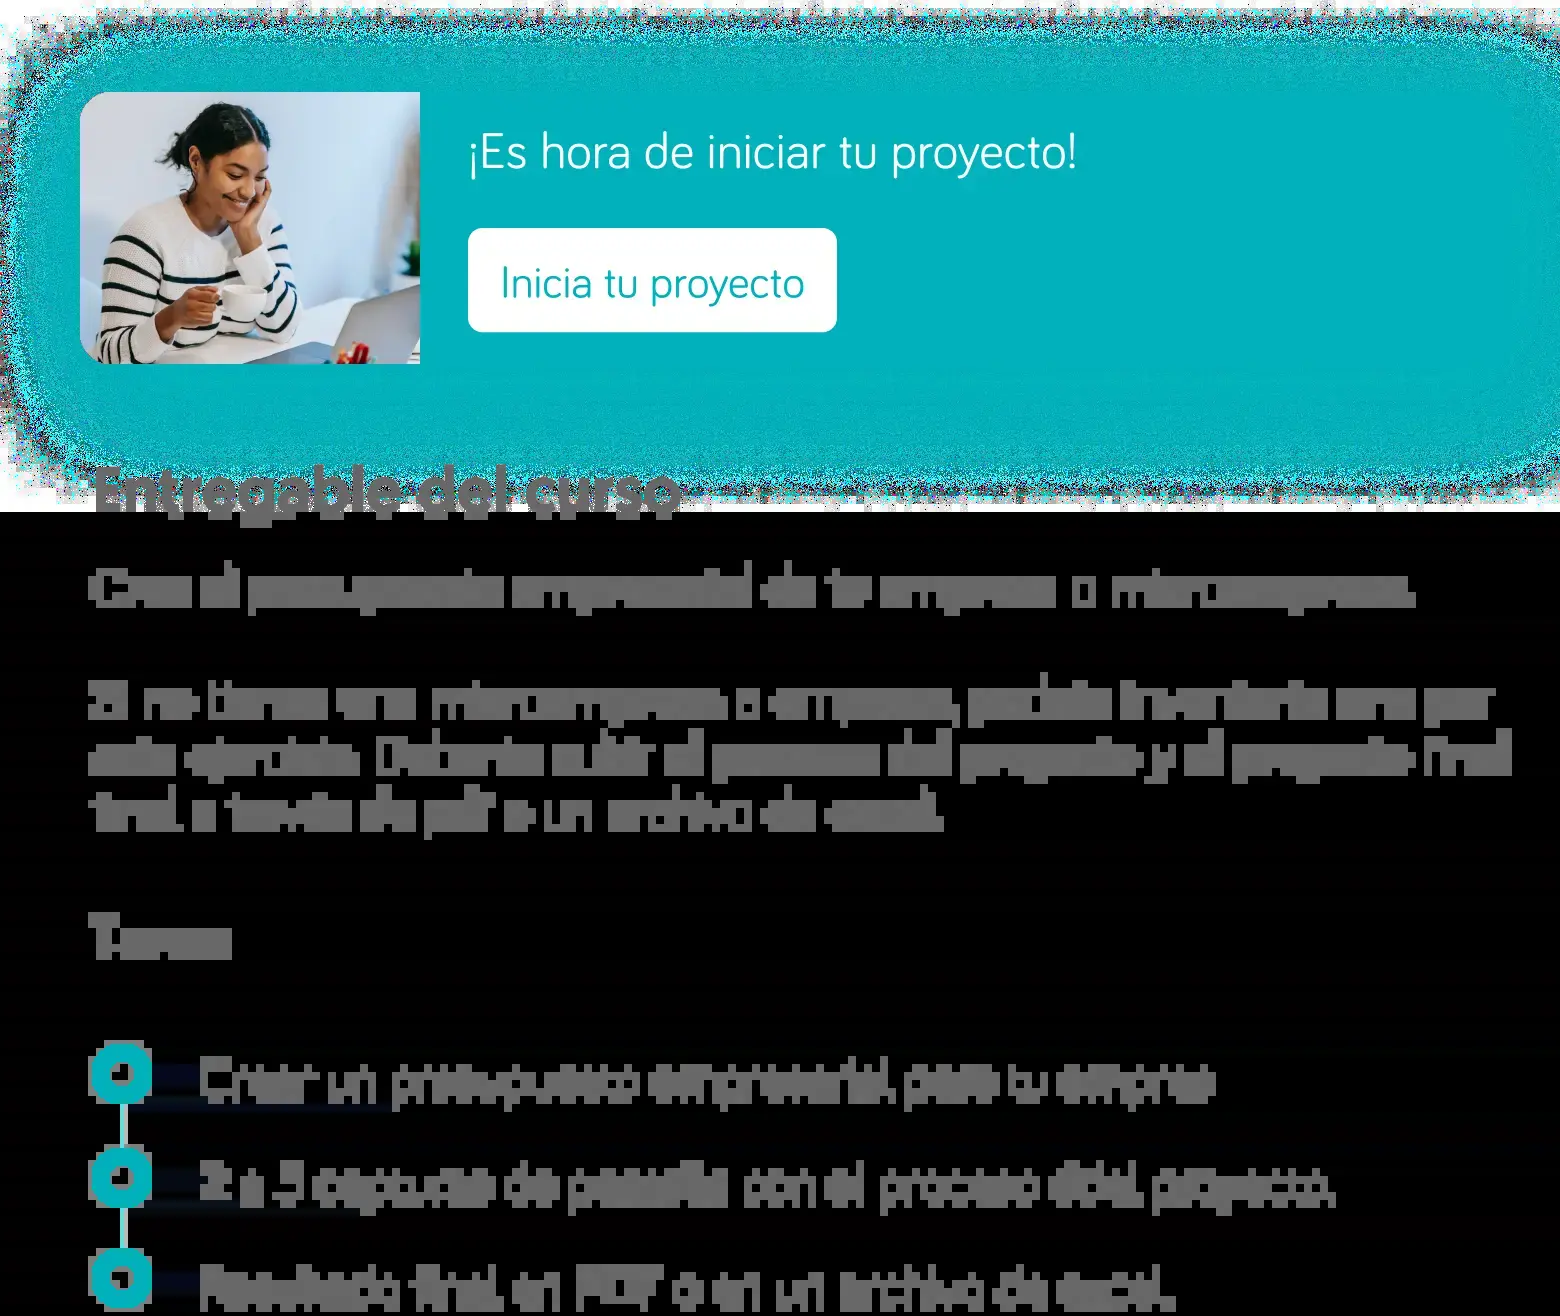 ¡Es hora de iniciar tu proyecto!
Inicia tu proyecto
Entregable del curso
Crea el presupuesto empresarial de tu empresa o microempresa.
Si no tienes una microempresa o empresa, puedes inventarte una por
este ejercicio. Deberás subir el proceso del proyecto y el proyecto final
final, a través de pdf o un archivo de excel.
Tareas
Crear un presupuesto empresarial para tu empresa
2 a 3 capturas de pantalla con el proceso del proyecto.
Resultado final en PDF o en un archivo de excel.